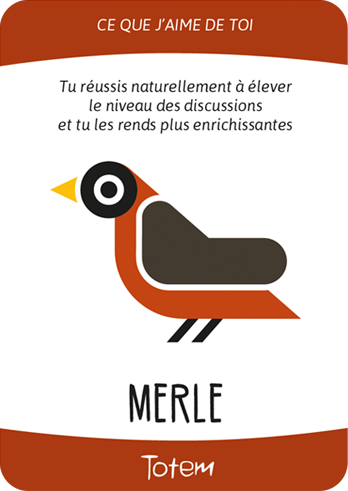 CE QUE J'AIME DE TOI
Tu réussis naturellement à élever
le niveau des discussions
et tu les rends plus enrichissantes
MERLE
Totem